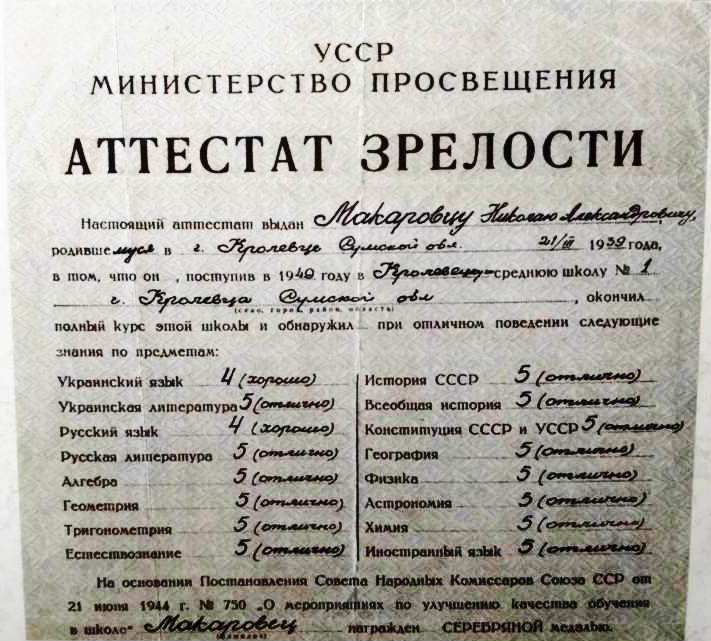 УССР
МИНИСТЕРСТВО ПРОСВЕЩЕНИЯ
АТТЕСТАТ ЗРЕЛОСТИ
Настоящий аттестат выдан Макаровцу Николаю Александровичу,
родившемуся в г. Кролевце Сумской обл. 21/III 1939 года,
в том, что он , поступив в 1949 году в Кролевецкую среднюю школу № 1
г. Кролевца Сумской обл , окончил
(село, город, район, область)
полный курс этой школы и обнаружил при отличном поведении следующие
знания по предметам:
Украинский язык 4 (хорошо)
Украинская литература 5 (отлично)
Русский язык 4 (хорошо)
Русская литература 5 (отлично)
Алгебра 5 (отлично)
Геометрия 5 (отлично)
Тригонометрия 5 (отлично)
Естествознание 5 (отлично)
История СССР 5 (отлично)
Всеобщая история 5 (отлично)
Конституция СССР и УССР 5 (отлично)
География 5 (отлично)
Физика 5 (отлично)
Астрономия 5 (отлично)
Химия 5 (отлично)
Иностранный язык 5 (отлично)
На основании Постановления Совета Народных Комиссаров Союза ССР от
21 июня 1944 г. № 750 „О мероприятиях по улучшению качества обучения
в школе" Макаровец награжден СЕРЕБРЯНОЙ медалью.
(фамилия)